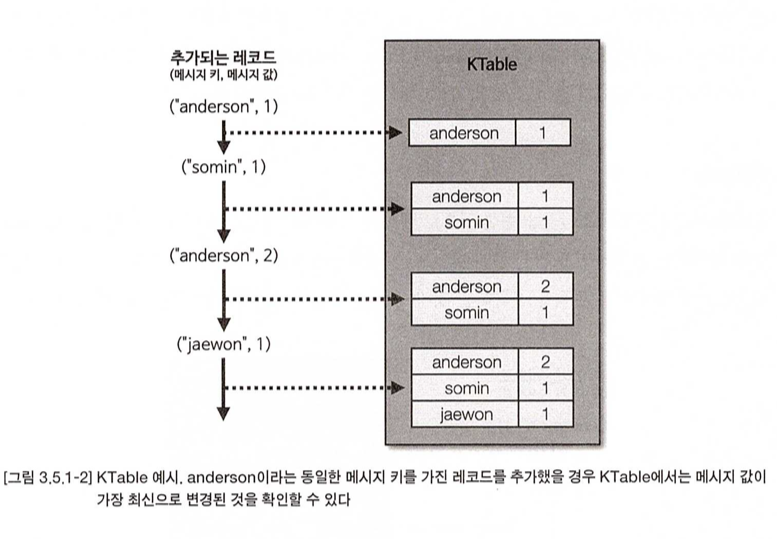 추가되는 레코드
(메시지 키, 메시지 값)
KTable
("anderson", 1)
anderson 1
("somin", 1)
anderson 1
somin 1
("anderson", 2)
anderson 2
somin 1
("jaewon", 1)
anderson 2
somin 1
jaewon 1
[그림 3.5.1-2] KTable 예시. anderson이라는 동일한 메시지 키를 가진 레코드를 추가했을 경우 KTable에서는 메시지 값이
가장 최신으로 변경된 것을 확인할 수 있다